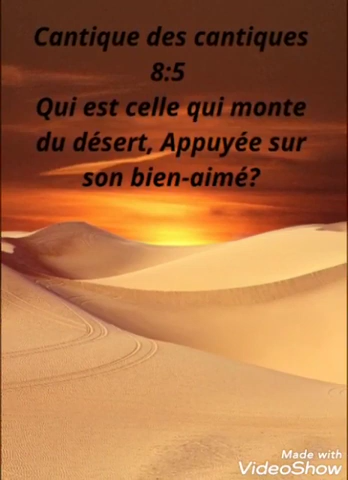 Cantique des cantiques
8:5
Qui est celle qui monte
du désert, Appuyée sur
son bien-aimé?
Made with
VideoShow